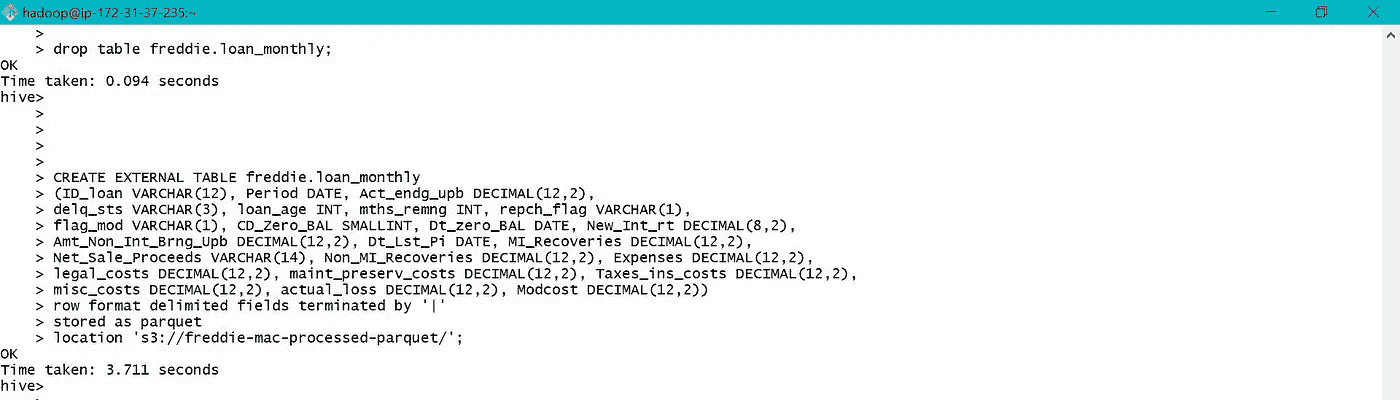 hadoop@ip-172-31-37-235:~
>
> drop table freddie.loan_monthly;
OK
Time taken: 0.094 seconds
hive>
>
>
>
>
> CREATE EXTERNAL TABLE freddie.loan_monthly
> (ID_loan VARCHAR(12), Period DATE, Act_endg_upb DECIMAL(12,2),
> delq_sts VARCHAR(3), loan_age INT, mths_remng INT, repch_flag VARCHAR(1),
> flag_mod VARCHAR(1), CD_Zero_BAL SMALLINT, Dt_zero_BAL DATE, New_Int_rt DECIMAL(8,2),
> Amt_Non_Int_Brng_Upb DECIMAL(12,2), Dt_Lst_Pi DATE, MI_Recoveries DECIMAL(12,2),
> Net_Sale_Proceeds VARCHAR(14), Non_MI_Recoveries DECIMAL(12,2), Expenses DECIMAL(12,2),
> legal_costs DECIMAL(12,2), maint_preserv_costs DECIMAL(12,2), Taxes_ins_costs DECIMAL(12,2),
> misc_costs DECIMAL(12,2), actual_loss DECIMAL(12,2), Modcost DECIMAL(12,2))
> row format delimited fields terminated by '|'
> stored as parquet
> location 's3://freddie-mac-processed-parquet/';
OK
Time taken: 3.711 seconds
hive>